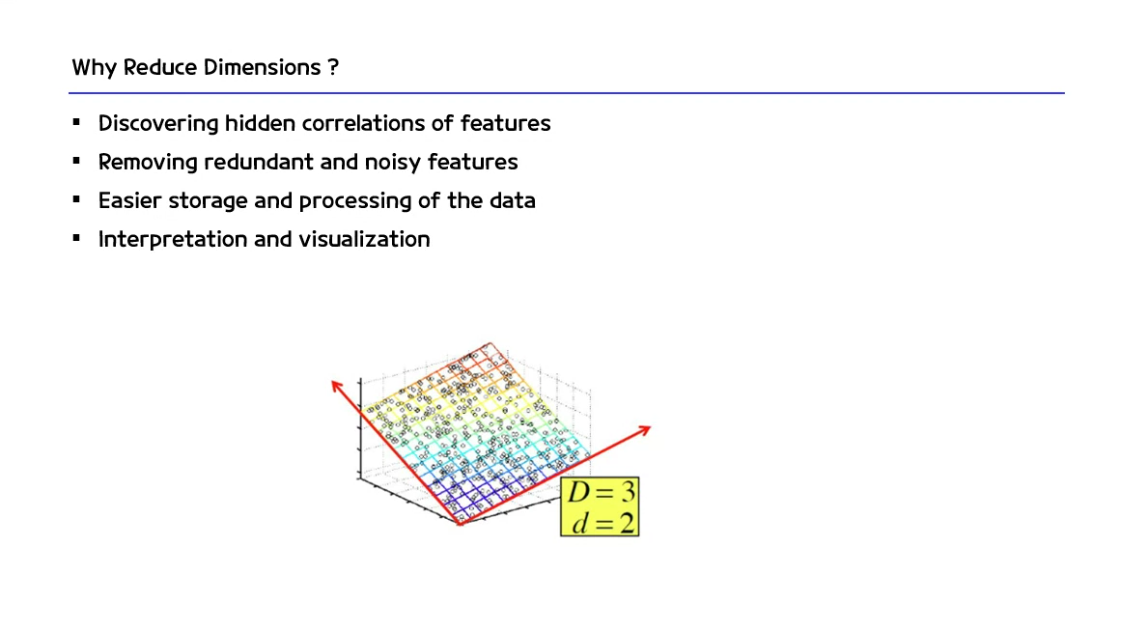 Why Reduce Dimensions ?
▪ Discovering hidden correlations of features
▪ Removing redundant and noisy features
▪ Easier storage and processing of the data
▪ Interpretation and visualization
D = 3
d = 2